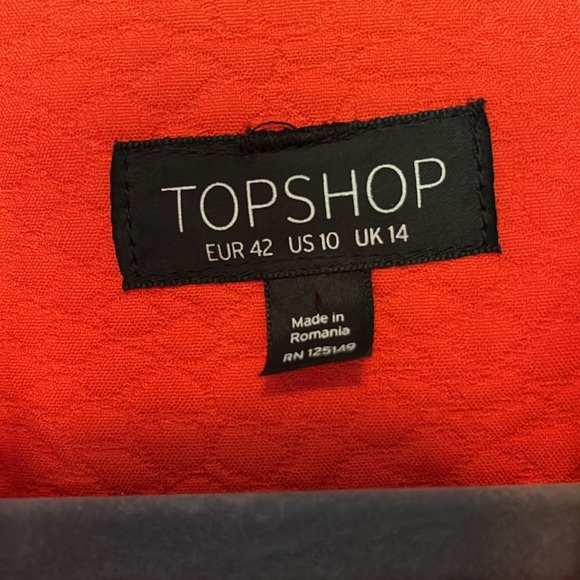 TOPSHOP
EUR 42 US 10 UK 14
Made in
Romania
RN 125149